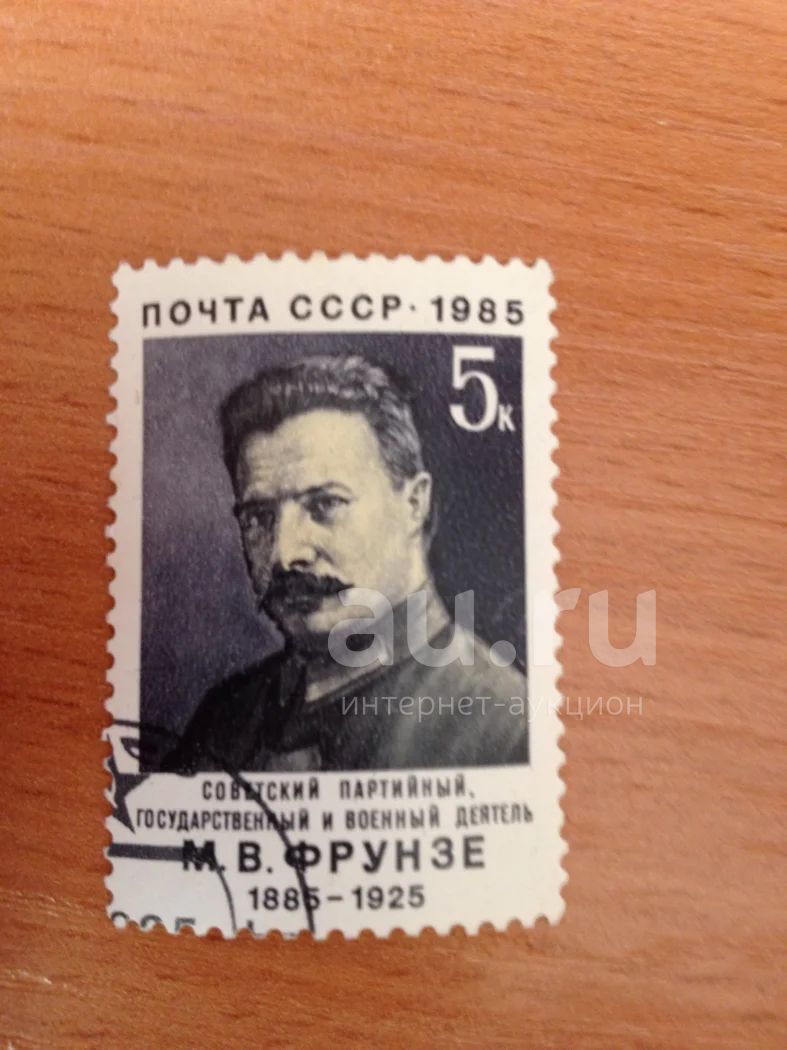 ПОЧТА СССР · 1985
5к
au.ru
интернет-аукцион
СОВЕТСКИЙ ПАРТИЙНЫЙ,
ГОСУДАРСТВЕННЫЙ И ВОЕННЫЙ ДЕЯТЕЛЬ
М. В. ФРУНЗЕ
1885–1925